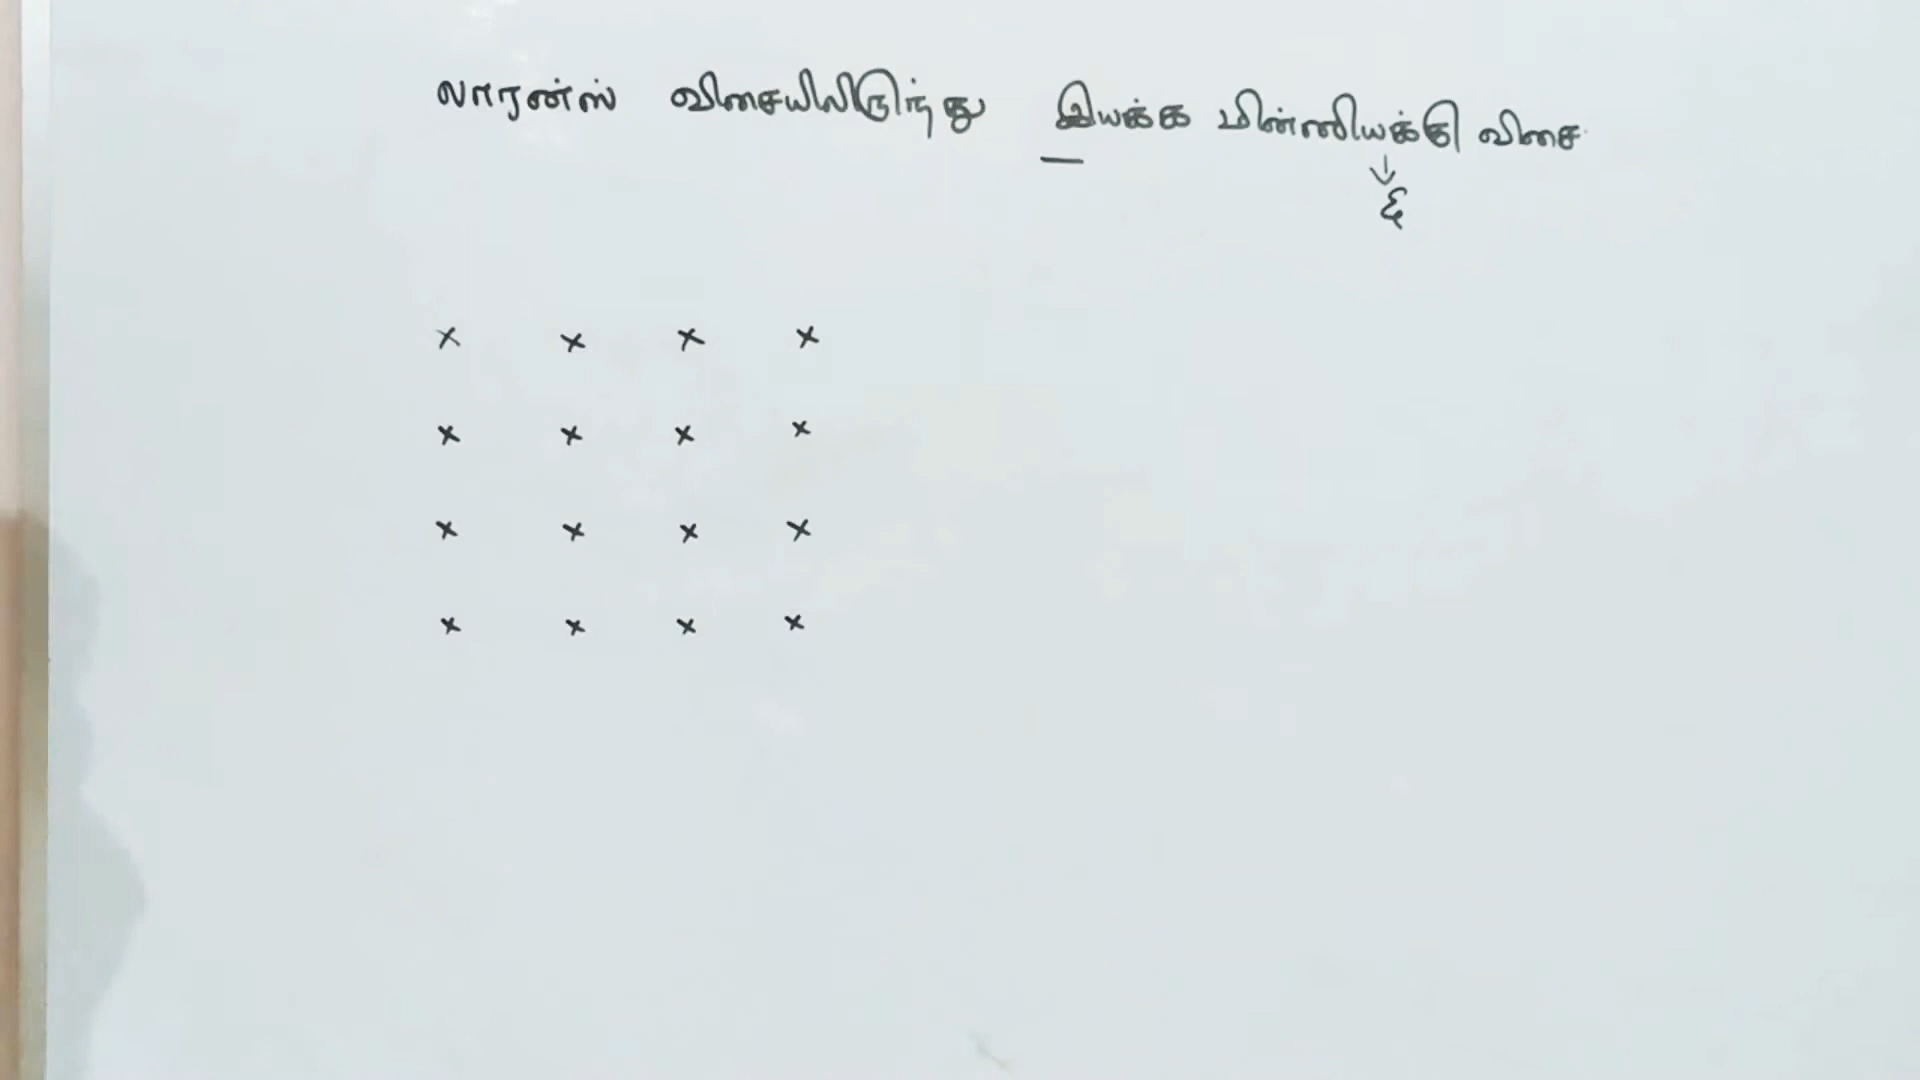 லாரன்ஸ் விசையிலிருந்து இயக்க மின்னியக்கு விசை
↓
ξ
× × × ×
× × × ×
× × × ×
× × × ×